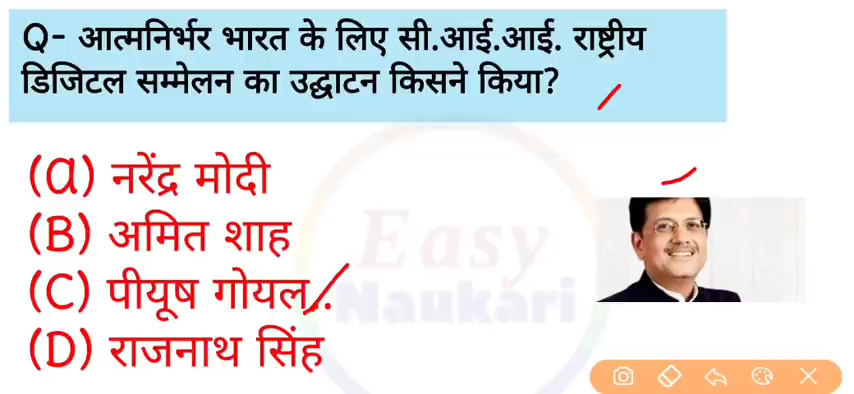 Q- आत्मनिर्भर भारत के लिए सी.आई.आई. राष्ट्रीय
डिजिटल सम्मेलन का उद्घाटन किसने किया?
(a) नरेंद्र मोदी
(B) अमित शाह
(C) पीयूष गोयल..
(D) राजनाथ सिंह
Easy
Naukari